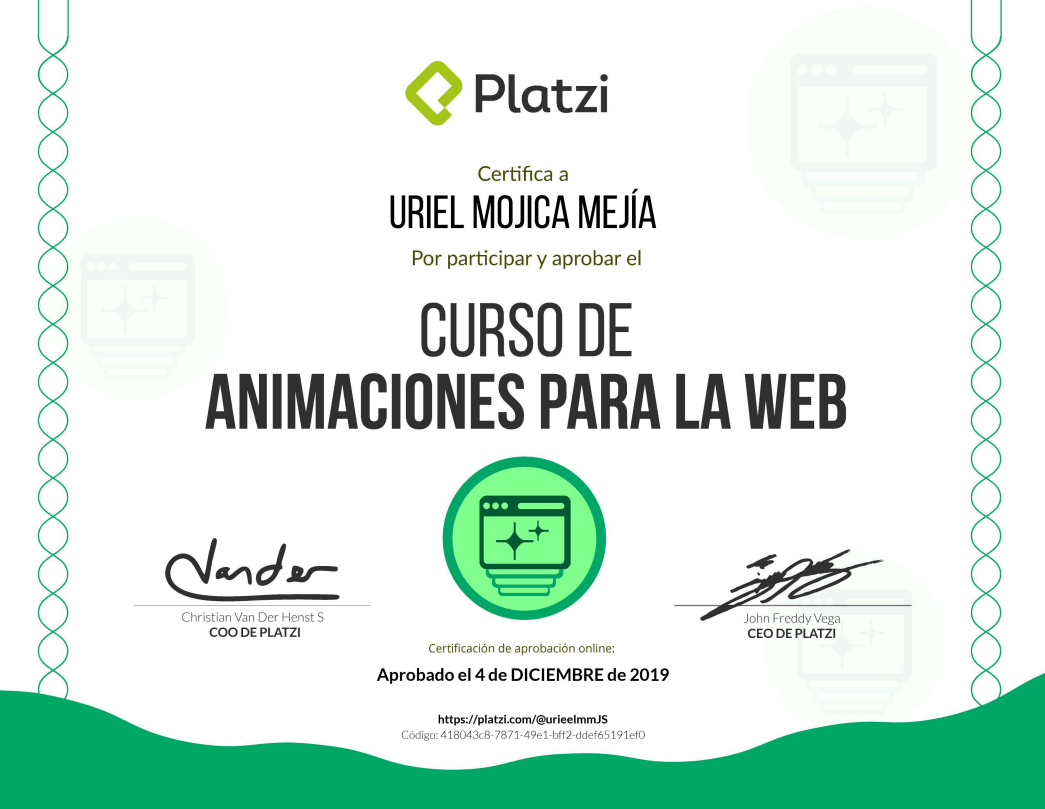 Platzi
Certifica a
URIEL MOJICA MEJÍA
Por participar y aprobar el
CURSO DE
ANIMACIONES PARA LA WEB
Vander
Christian Van Der Henst S
COO DE PLATZI
John Freddy Vega
CEO DE PLATZI
Certificación de aprobación online:
Aprobado el 4 de DICIEMBRE de 2019
https://platzi.com/@urieelmmJS
Código: 418043c8-7871-49e1-bff2-ddef65191ef0